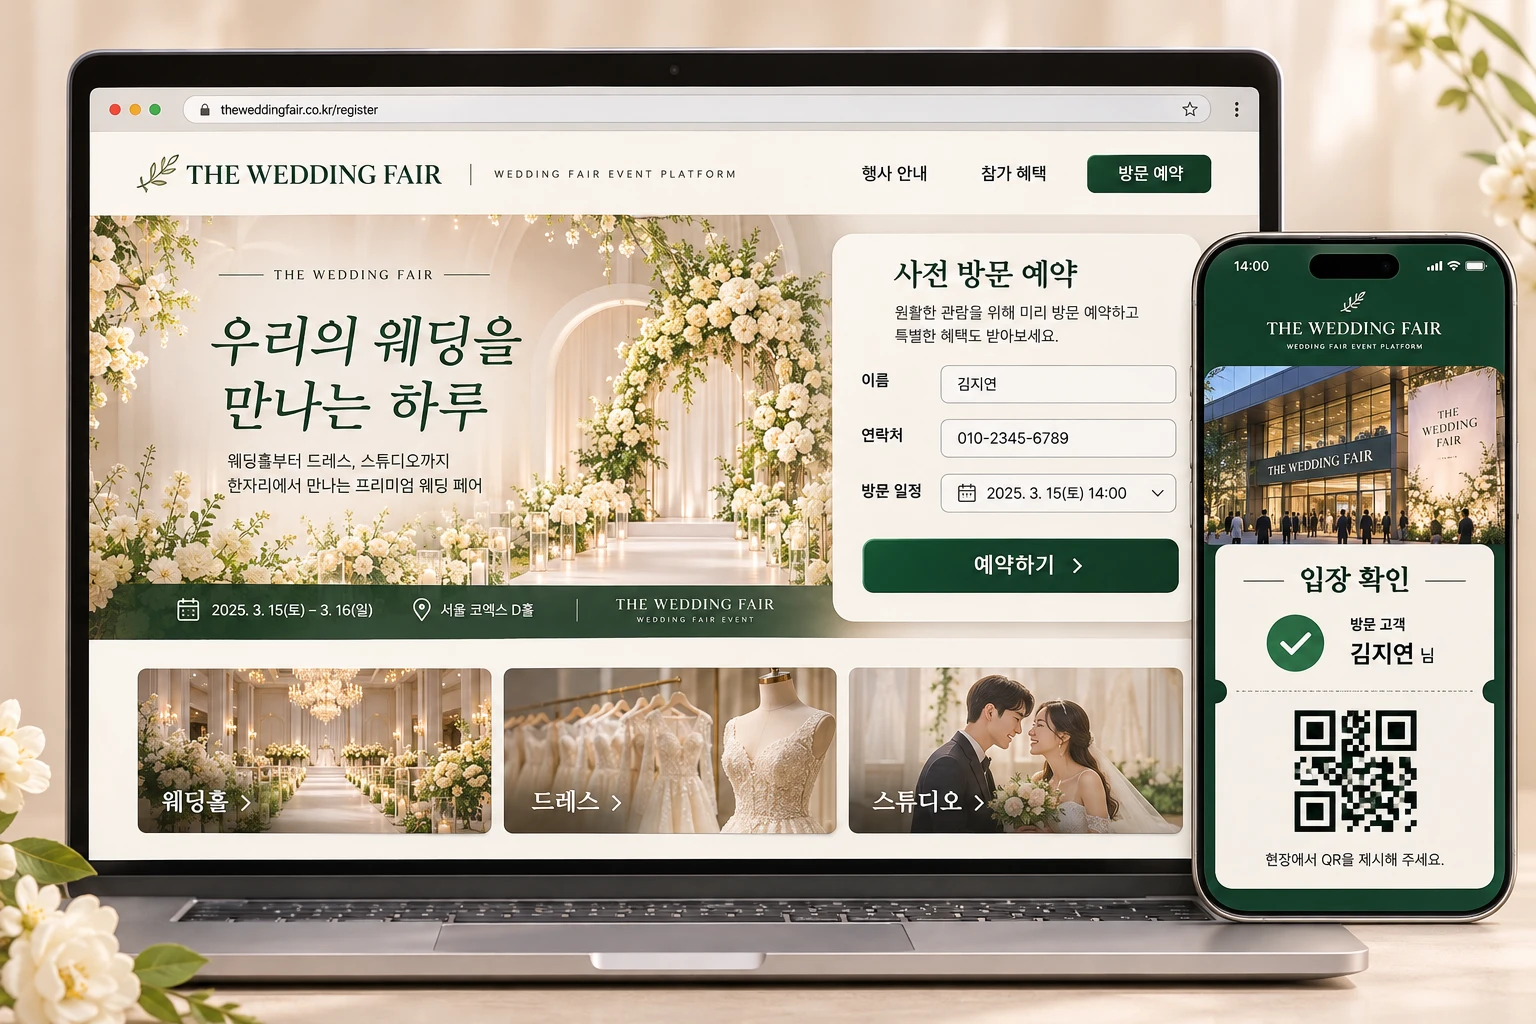 theweddingfair.co.kr/register
THE WEDDING FAIR
WEDDING FAIR EVENT PLATFORM
행사 안내
참가 혜택
방문 예약
THE WEDDING FAIR
우리의 웨딩을
만나는 하루
웨딩홀부터 드레스, 스튜디오까지
한자리에서 만나는 프리미엄 웨딩 페어
2025. 3. 15(토) – 3. 16(일)
서울 코엑스 D홀
THE WEDDING FAIR
WEDDING FAIR EVENT
사전 방문 예약
원활한 관람을 위해 미리 방문 예약하고
특별한 혜택도 받아보세요.
이름
김지연
연락처
010-2345-6789
방문 일정
2025. 3. 15(토) 14:00
예약하기
웨딩홀
드레스
스튜디오
14:00
THE WEDDING FAIR
WEDDING FAIR EVENT PLATFORM
THE WEDDING FAIR
THE
WEDDING
FAIR
입장 확인
방문 고객
김지연 님
현장에서 QR을 제시해 주세요.